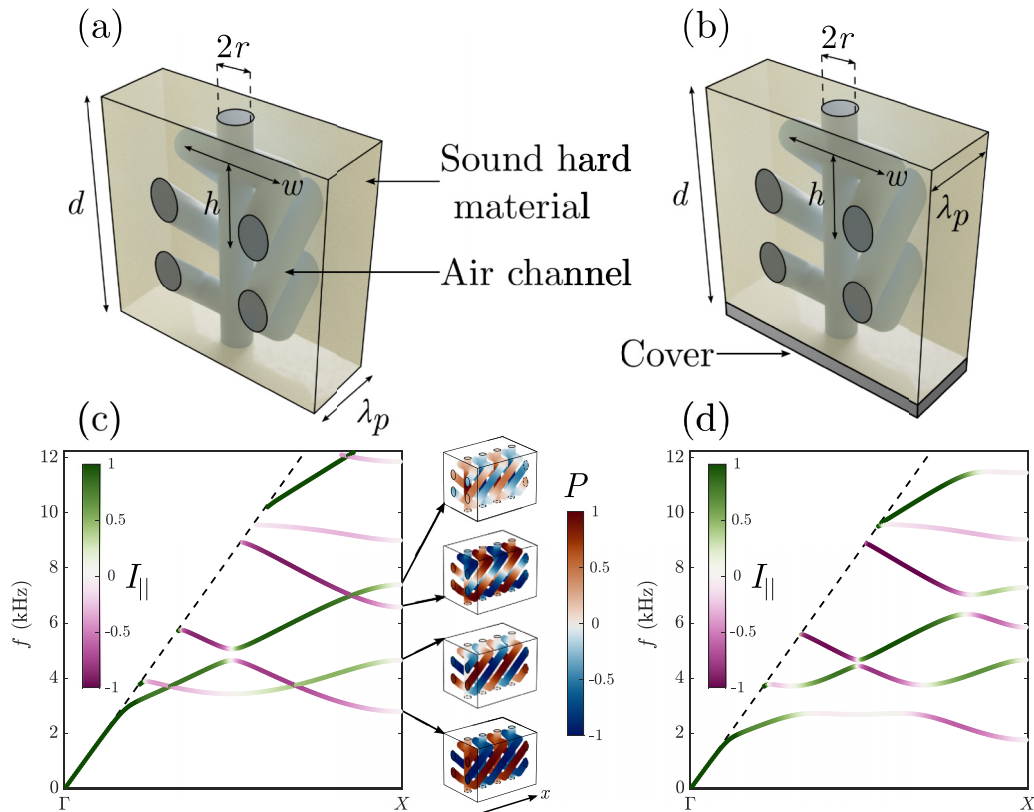 (a)
2r
d
h
w
λp
Sound hard
material
Air channel
(b)
2r
d
h
w
λp
Cover
(c)
12
10
8
6
4
2
0
f (kHz)
1
0.5
0
-0.5
-1
I||
Γ
X
P
1
0.5
0
-0.5
-1
x
(d)
12
10
8
6
4
2
0
f (kHz)
1
0.5
0
-0.5
-1
I||
Γ
X